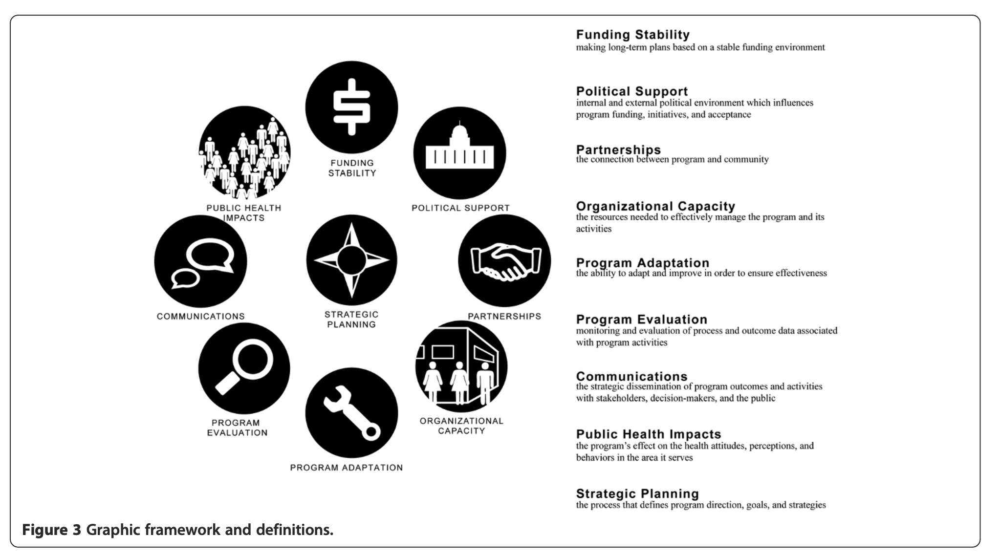 FUNDING
STABILITY
POLITICAL SUPPORT
PARTNERSHIPS
ORGANIZATIONAL
CAPACITY
PROGRAM ADAPTATION
PROGRAM
EVALUATION
COMMUNICATIONS
PUBLIC HEALTH
IMPACTS
STRATEGIC
PLANNING
Funding Stability
making long-term plans based on a stable funding environment
Political Support
internal and external political environment which influences
program funding, initiatives, and acceptance
Partnerships
the connection between program and community
Organizational Capacity
the resources needed to effectively manage the program and its
activities
Program Adaptation
the ability to adapt and improve in order to ensure effectiveness
Program Evaluation
monitoring and evaluation of process and outcome data associated
with program activities
Communications
the strategic dissemination of program outcomes and activities
with stakeholders, decision-makers, and the public
Public Health Impacts
the program’s effect on the health attitudes, perceptions, and
behaviors in the area it serves
Strategic Planning
the process that defines program direction, goals, and strategies
Figure 3 Graphic framework and definitions.